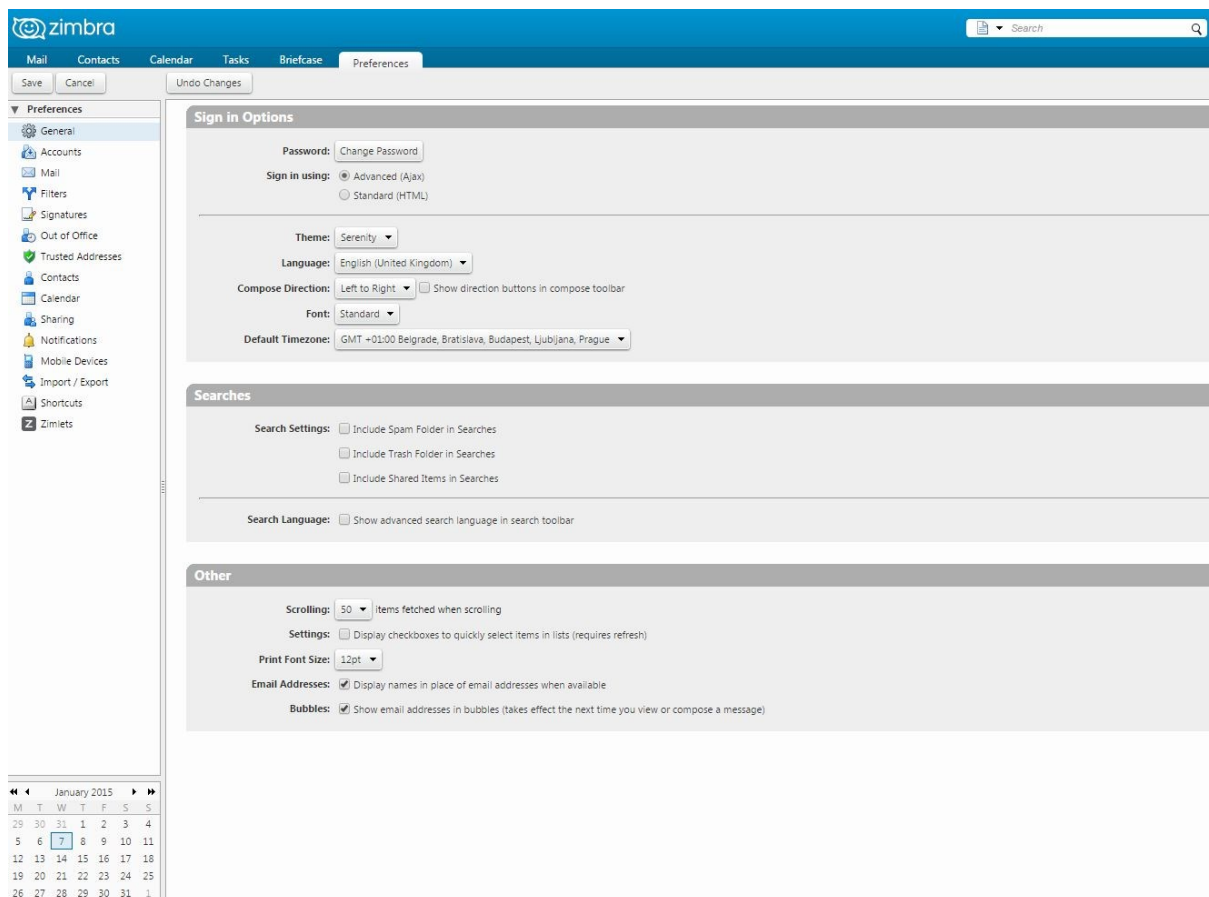 zimbra
Search
Mail Contacts Calendar Tasks Briefcase Preferences
Save Cancel Undo Changes
Preferences
General
Accounts
Mail
Filters
Signatures
Out of Office
Trusted Addresses
Contacts
Calendar
Sharing
Notifications
Mobile Devices
Import / Export
Shortcuts
Zimlets
Sign in Options
Password: Change Password
Sign in using: Advanced (Ajax)
Standard (HTML)
Theme: Serenity
Language: English (United Kingdom)
Compose Direction: Left to Right Show direction buttons in compose toolbar
Font: Standard
Default Timezone: GMT +01:00 Belgrade, Bratislava, Budapest, Ljubljana, Prague
Searches
Search Settings: Include Spam Folder in Searches
Include Trash Folder in Searches
Include Shared Items in Searches
Search Language: Show advanced search language in search toolbar
Other
Scrolling: 50 items fetched when scrolling
Settings: Display checkboxes to quickly select items in lists (requires refresh)
Print Font Size: 12pt
Email Addresses: Display names in place of email addresses when available
Bubbles: Show email addresses in bubbles (takes effect the next time you view or compose a message)
January 2015
M T W T F S S
29 30 31 1 2 3 4
5 6 7 8 9 10 11
12 13 14 15 16 17 18
19 20 21 22 23 24 25
26 27 28 29 30 31 1